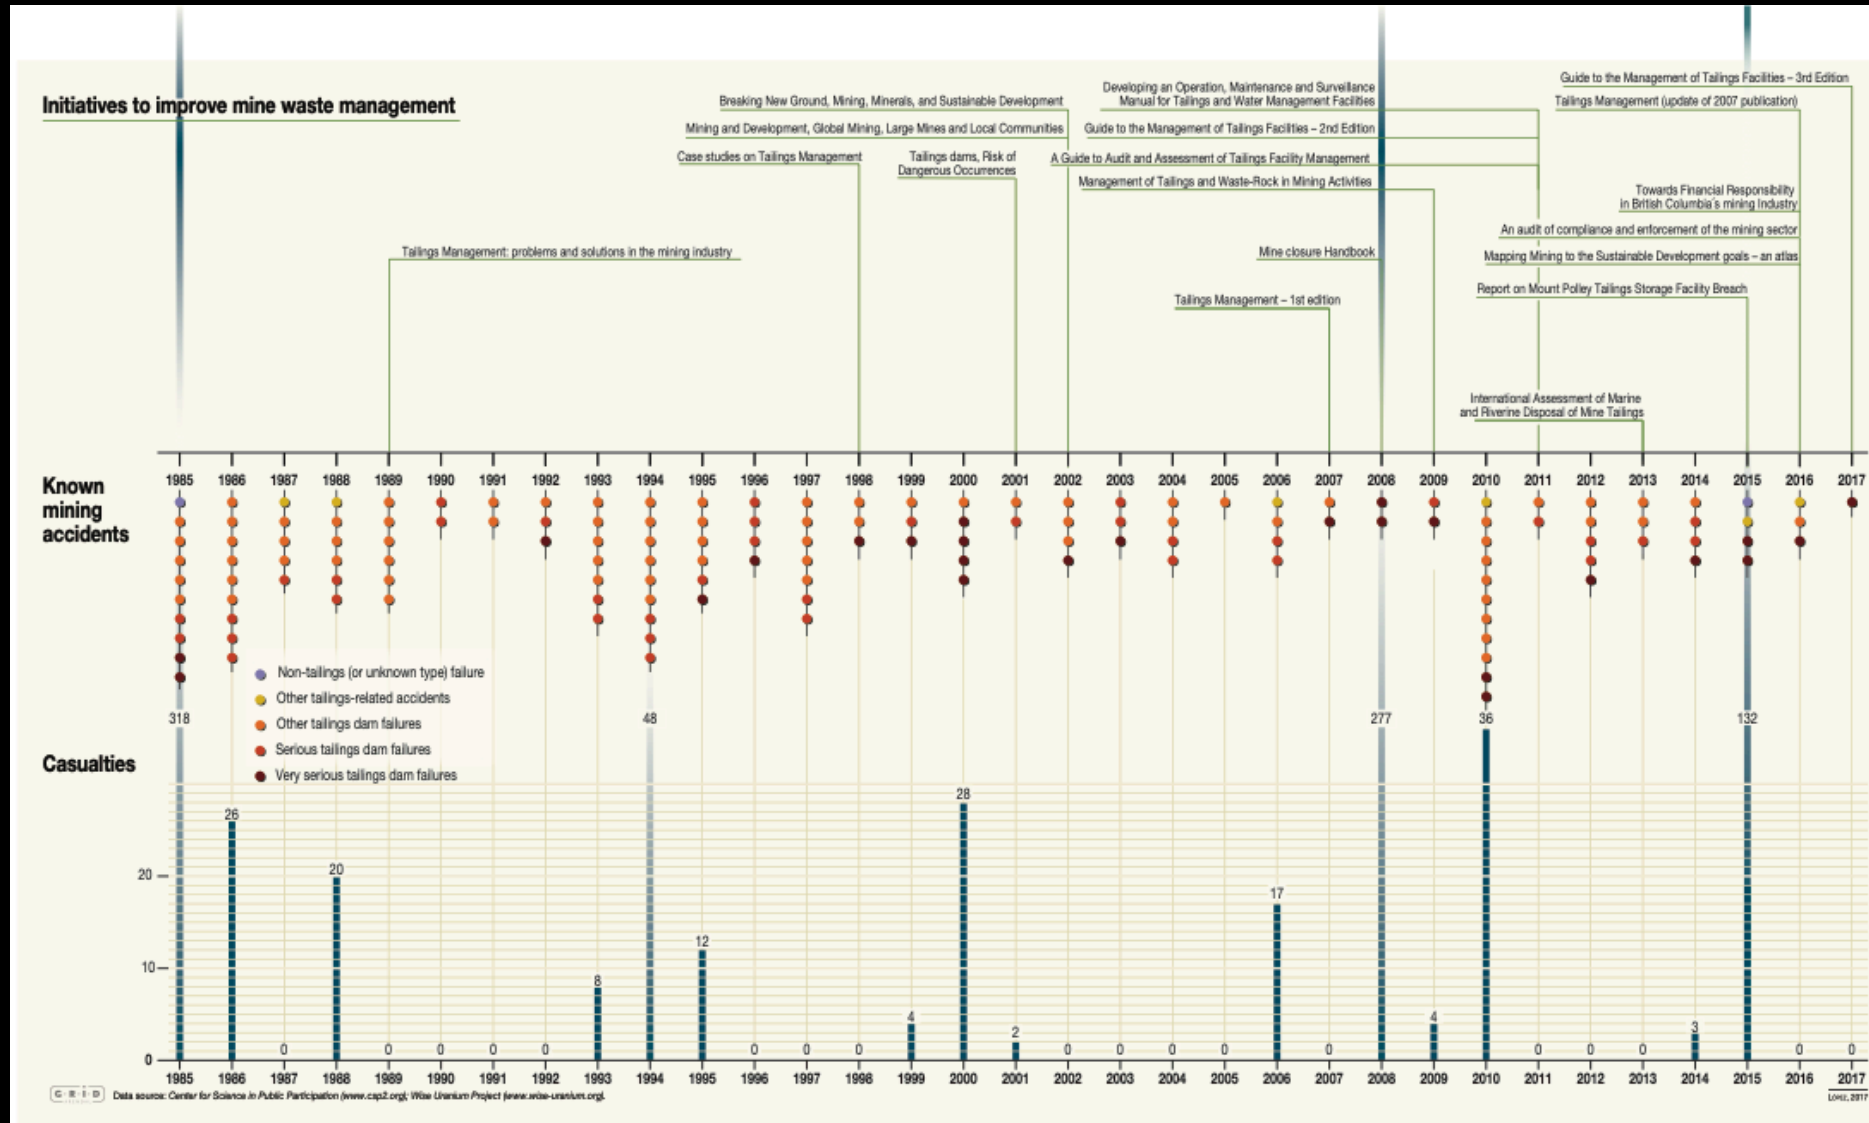 Initiatives to improve mine waste management
Breaking New Ground, Mining, Minerals, and Sustainable Development
Mining and Development, Global Mining, Large Mines and Local Communities
Case studies on Tailings Management
Tailings dams, Risk of
Dangerous Occurrences
Developing an Operation, Maintenance and Surveillance
Manual for Tailings and Water Management Facilities
Guide to the Management of Tailings Facilities – 2nd Edition
A Guide to Audit and Assessment of Tailings Facility Management
Management of Tailings and Waste-Rock in Mining Activities
Guide to the Management of Tailings Facilities – 3rd Edition
Tailings Management (update of 2007 publication)
Towards Financial Responsibility
in British Columbia´s mining Industry
An audit of compliance and enforcement of the mining sector
Mapping Mining to the Sustainable Development goals – an atlas
Report on Mount Polley Tailings Storage Facility Breach
Tailings Management: problems and solutions in the mining industry
Mine closure Handbook
Tailings Management – 1st edition
International Assessment of Marine
and Riverine Disposal of Mine Tailings
1985 1986 1987 1988 1989 1990 1991 1992 1993 1994 1995 1996 1997 1998 1999 2000 2001 2002 2003 2004 2005 2006 2007 2008 2009 2010 2011 2012 2013 2014 2015 2016 2017
Known
mining
accidents
Non-tailings (or unknown type) failure
Other tailings-related accidents
Other tailings dam failures
Serious tailings dam failures
Very serious tailings dam failures
318 48 277 36 132
Casualties
28
26
20 20
17
12
10
8
4 4
3
2
0 0 0 0 0 0 0 0 0 0 0 0 0 0 0 0 0 0 0 0
0
1985 1986 1987 1988 1989 1990 1991 1992 1993 1994 1995 1996 1997 1998 1999 2000 2001 2002 2003 2004 2005 2006 2007 2008 2009 2010 2011 2012 2013 2014 2015 2016 2017
G R I D
Data source: Center for Science in Public Participation (www.csp2.org); Wise Uranium Project (www.wise-uranium.org).
López, 2017